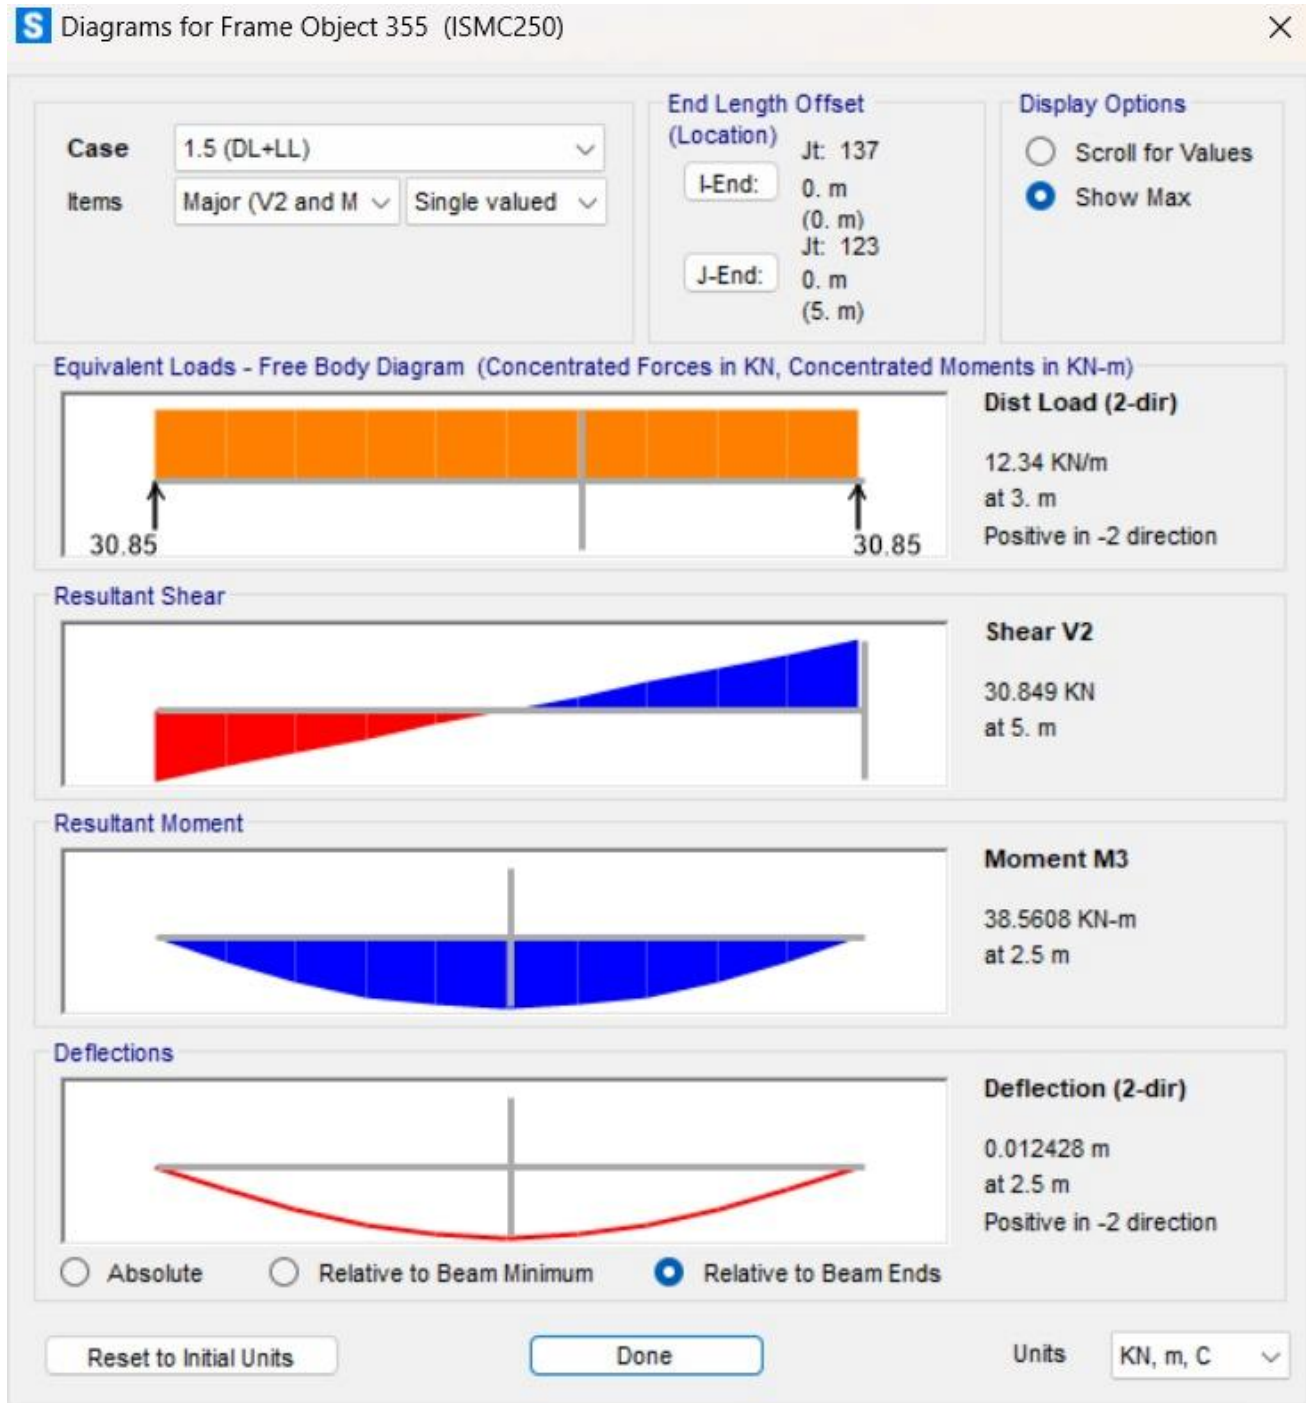 S Diagrams for Frame Object 355 (ISMC250)
Case 1.5 (DL+LL)
Items Major (V2 and M Single valued
End Length Offset
(Location)
Jt: 137
I-End: 0. m
(0. m)
Jt: 123
J-End: 0. m
(5. m)
Display Options
Scroll for Values
Show Max
Equivalent Loads - Free Body Diagram (Concentrated Forces in KN, Concentrated Moments in KN-m)
30.85 30.85
Dist Load (2-dir)
12.34 KN/m
at 3. m
Positive in -2 direction
Resultant Shear
Shear V2
30.849 KN
at 5. m
Resultant Moment
Moment M3
38.5608 KN-m
at 2.5 m
Deflections
Deflection (2-dir)
0.012428 m
at 2.5 m
Positive in -2 direction
Absolute Relative to Beam Minimum Relative to Beam Ends
Reset to Initial Units Done Units KN, m, C